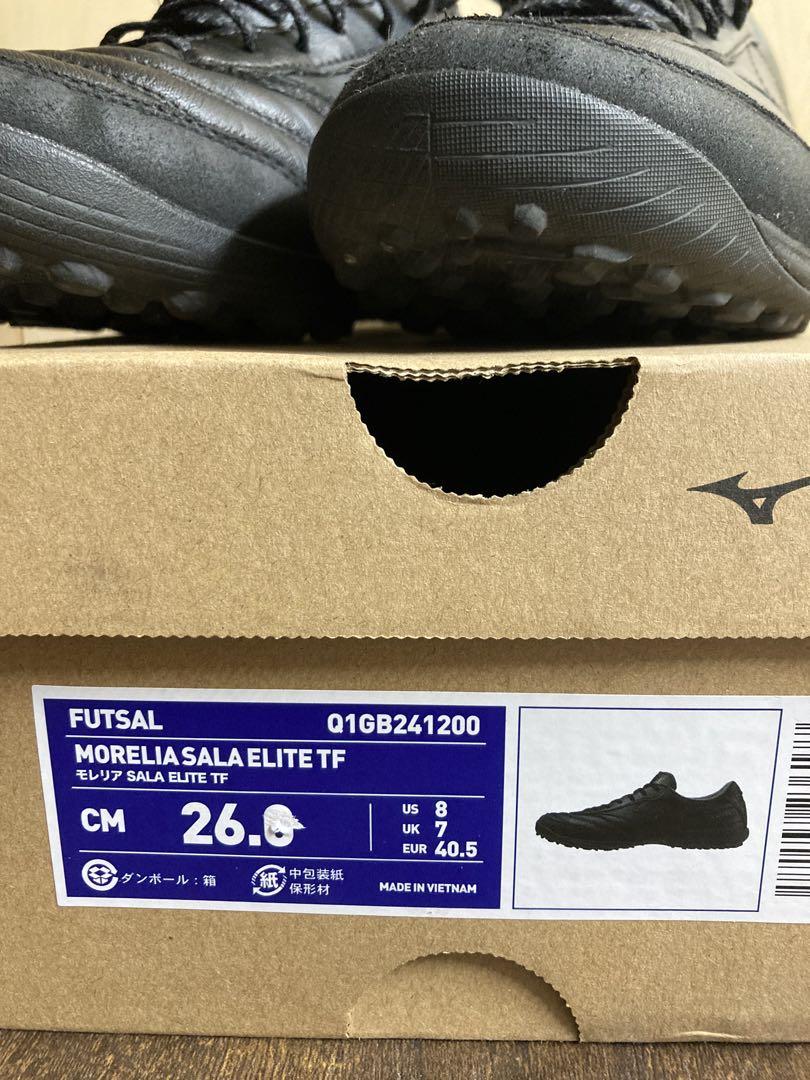 FUTSAL Q1GB241200
MORELIA SALA ELITE TF
モレリア SALA ELITE TF
CM
US 8
UK 7
EUR 40.5
ダンボール：箱
紙 中包装紙
保形材
MADE IN VIETNAM